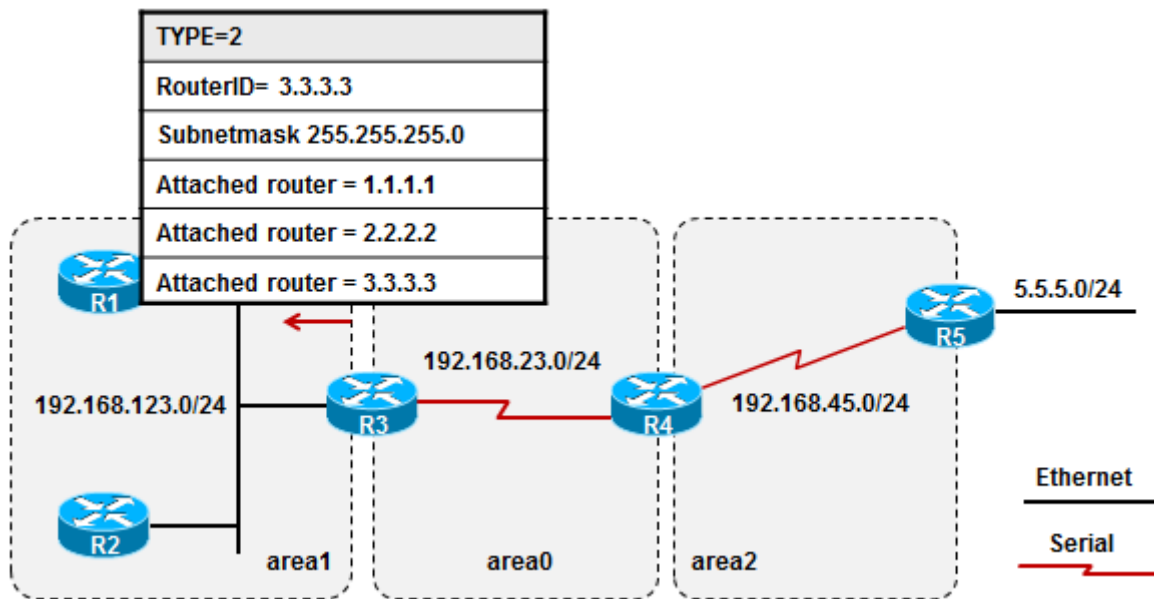 TYPE=2
RouterID= 3.3.3.3
Subnetmask 255.255.255.0
Attached router = 1.1.1.1
Attached router = 2.2.2.2
Attached router = 3.3.3.3
R1
5.5.5.0/24
R5
192.168.23.0/24
192.168.123.0/24
R3
R4
192.168.45.0/24
Ethernet
R2
Serial
area1
area0
area2